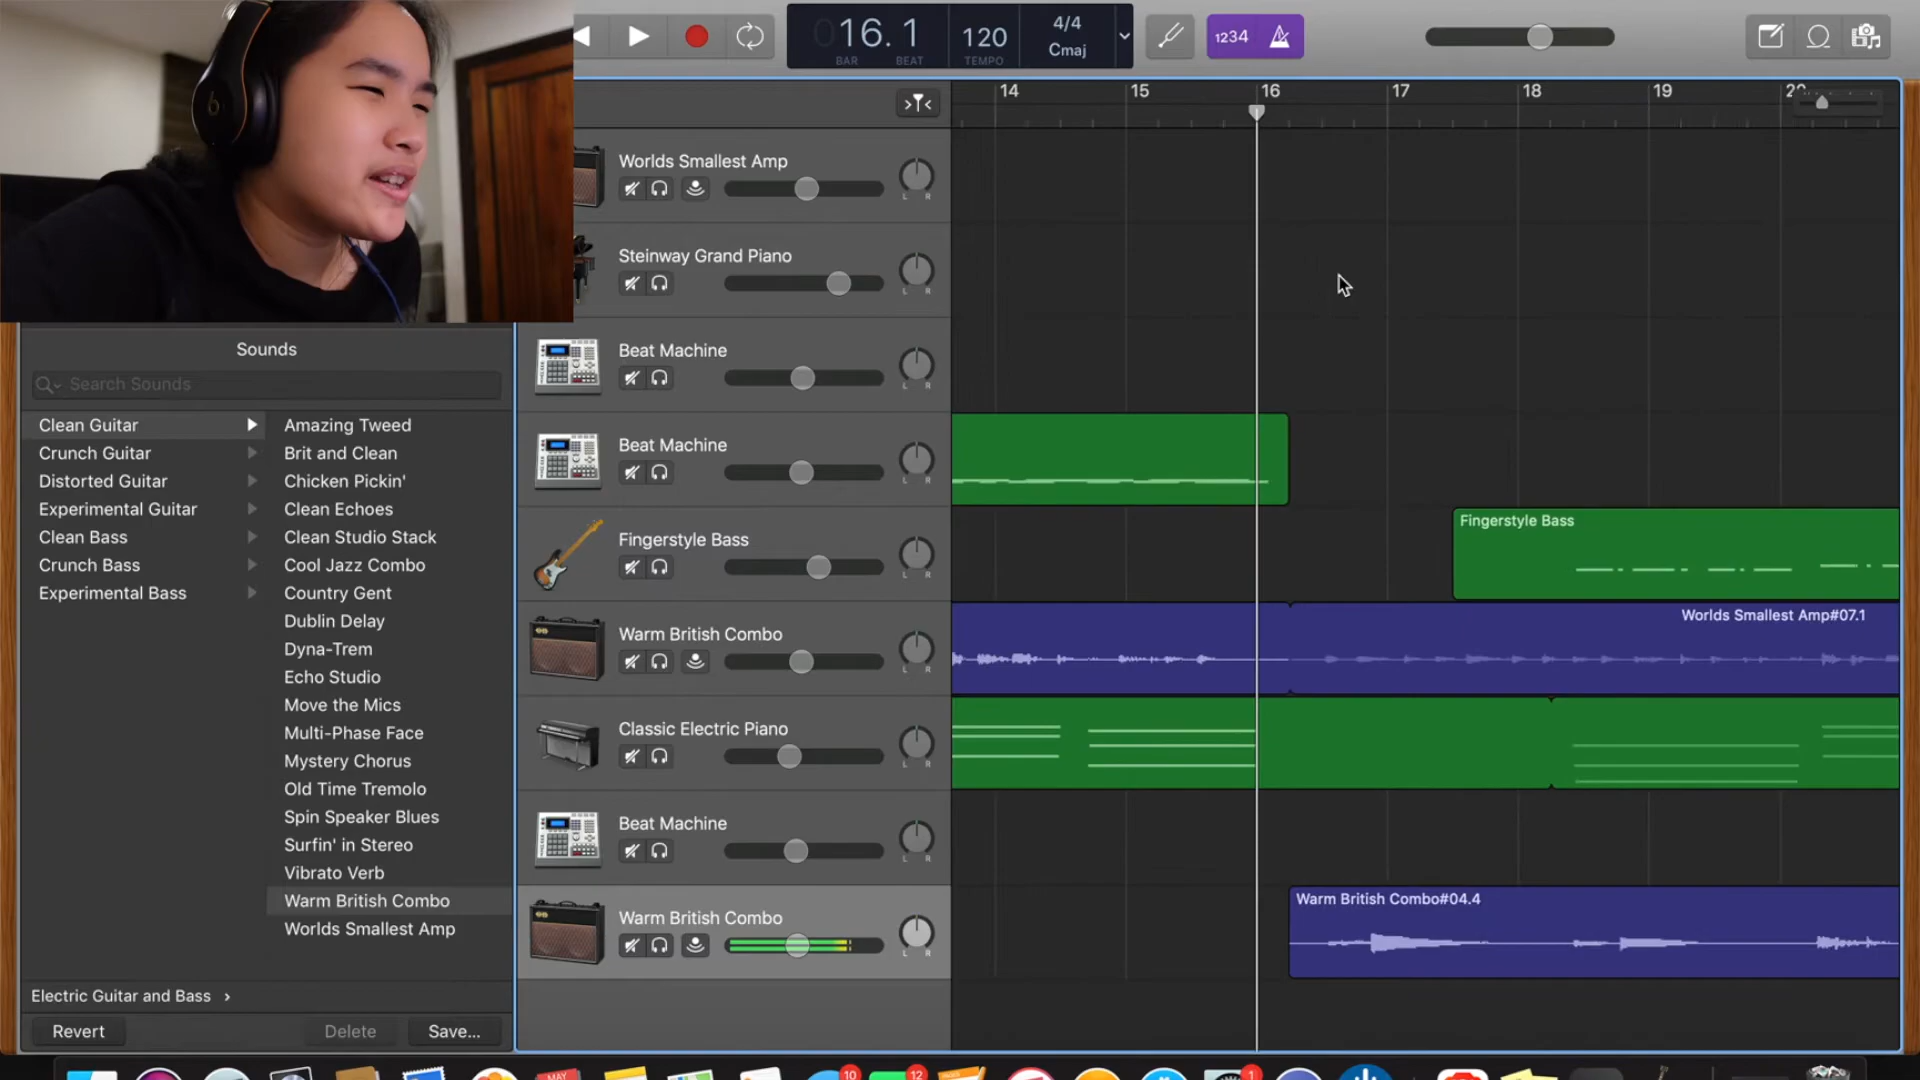 16.1
BAR
BEAT
120
TEMPO
4/4
Cmaj
1234
14
15
16
17
18
19
Worlds Smallest Amp
L R
Steinway Grand Piano
L R
Beat Machine
L R
Beat Machine
L R
Fingerstyle Bass
L R
Warm British Combo
L R
Classic Electric Piano
L R
Beat Machine
L R
Warm British Combo
L R
Fingerstyle Bass
Worlds Smallest Amp#07.1
Warm British Combo#04.4
Sounds
Search Sounds
Clean Guitar
Crunch Guitar
Distorted Guitar
Experimental Guitar
Clean Bass
Crunch Bass
Experimental Bass
Amazing Tweed
Brit and Clean
Chicken Pickin'
Clean Echoes
Clean Studio Stack
Cool Jazz Combo
Country Gent
Dublin Delay
Dyna-Trem
Echo Studio
Move the Mics
Multi-Phase Face
Mystery Chorus
Old Time Tremolo
Spin Speaker Blues
Surfin' in Stereo
Vibrato Verb
Warm British Combo
Worlds Smallest Amp
Electric Guitar and Bass
Revert
Delete
Save...
MAY
10
12
1